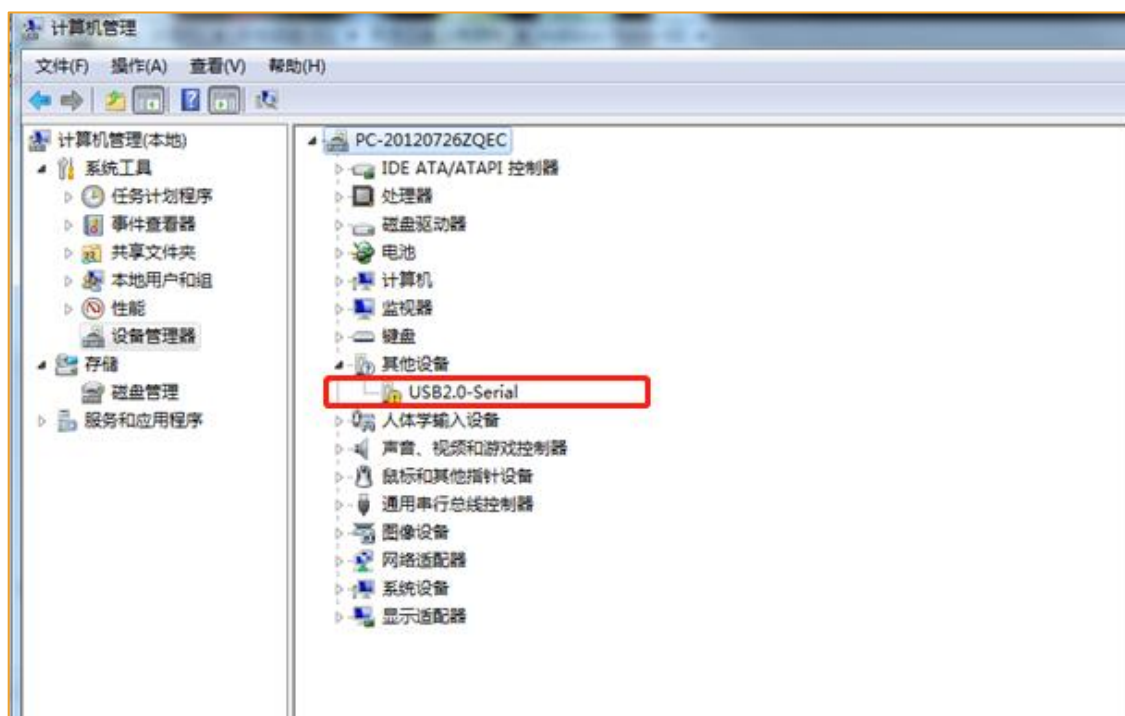 计算机管理
文件(F) 操作(A) 查看(V) 帮助(H)
计算机管理(本地)
系统工具
任务计划程序
事件查看器
共享文件夹
本地用户和组
性能
设备管理器
存储
磁盘管理
服务和应用程序
PC-20120726ZQEC
IDE ATA/ATAPI 控制器
处理器
磁盘驱动器
电池
计算机
监视器
键盘
其他设备
USB2.0-Serial
人体学输入设备
声音、视频和游戏控制器
鼠标和其他指针设备
通用串行总线控制器
图像设备
网络适配器
系统设备
显示适配器